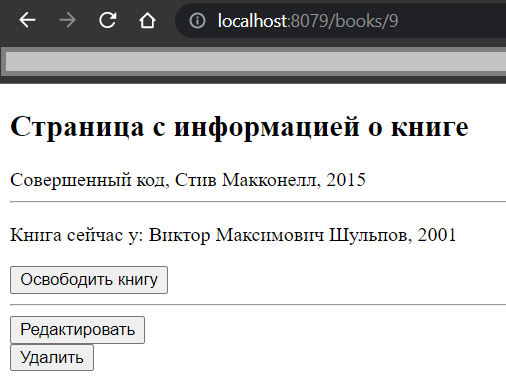 localhost:8079/books/9
Страница с информацией о книге
Совершенный код, Стив Макконелл, 2015
Книга сейчас у: Виктор Максимович Шульпов, 2001
Освободить книгу
Редактировать
Удалить